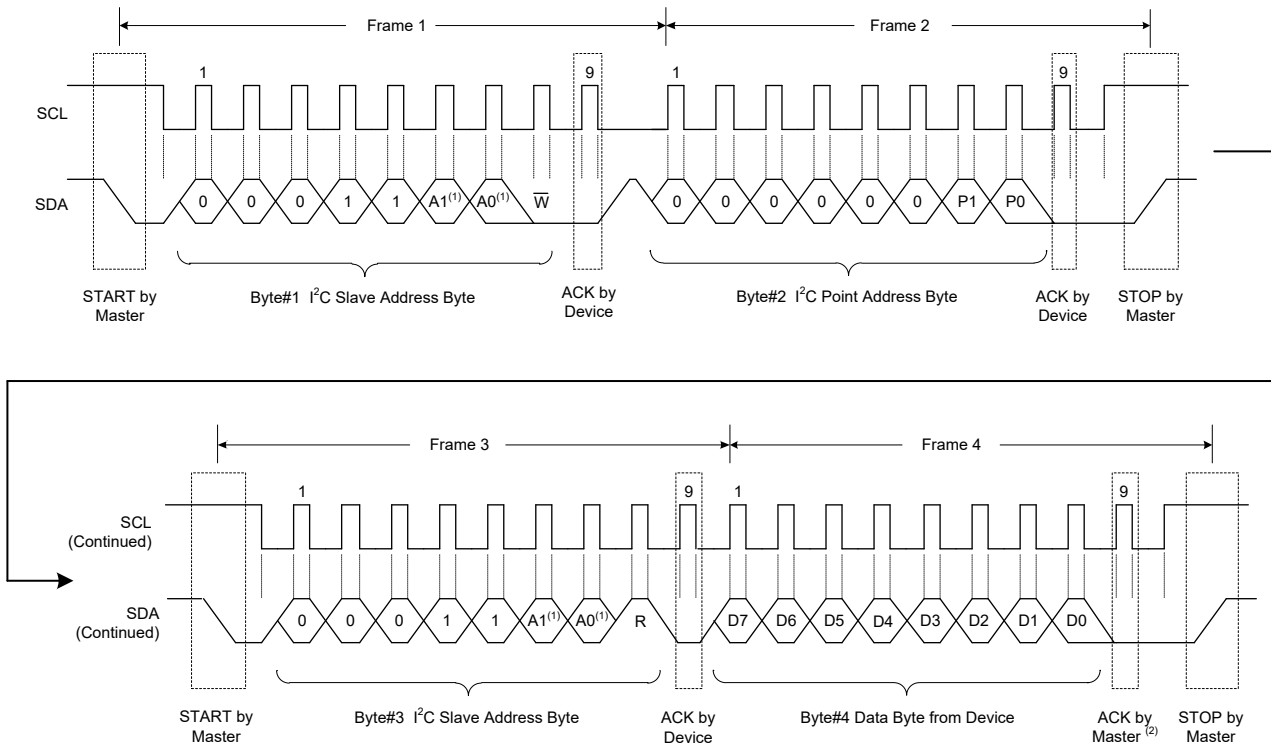 Frame 1 Frame 2
1 9 1 9
SCL
SDA
0 0 0 1 1 A1(1) A0(1) W̅ 0 0 0 0 0 0 P1 P0
START by Master
Byte#1 I²C Slave Address Byte
ACK by Device
Byte#2 I²C Point Address Byte
ACK by Device
STOP by Master
Frame 3 Frame 4
1 9 1 9
SCL
(Continued)
SDA
(Continued)
0 0 0 1 1 A1(1) A0(1) R D7 D6 D5 D4 D3 D2 D1 D0
START by Master
Byte#3 I²C Slave Address Byte
ACK by Device
Byte#4 Data Byte from Device
ACK by Master (2)
STOP by Master